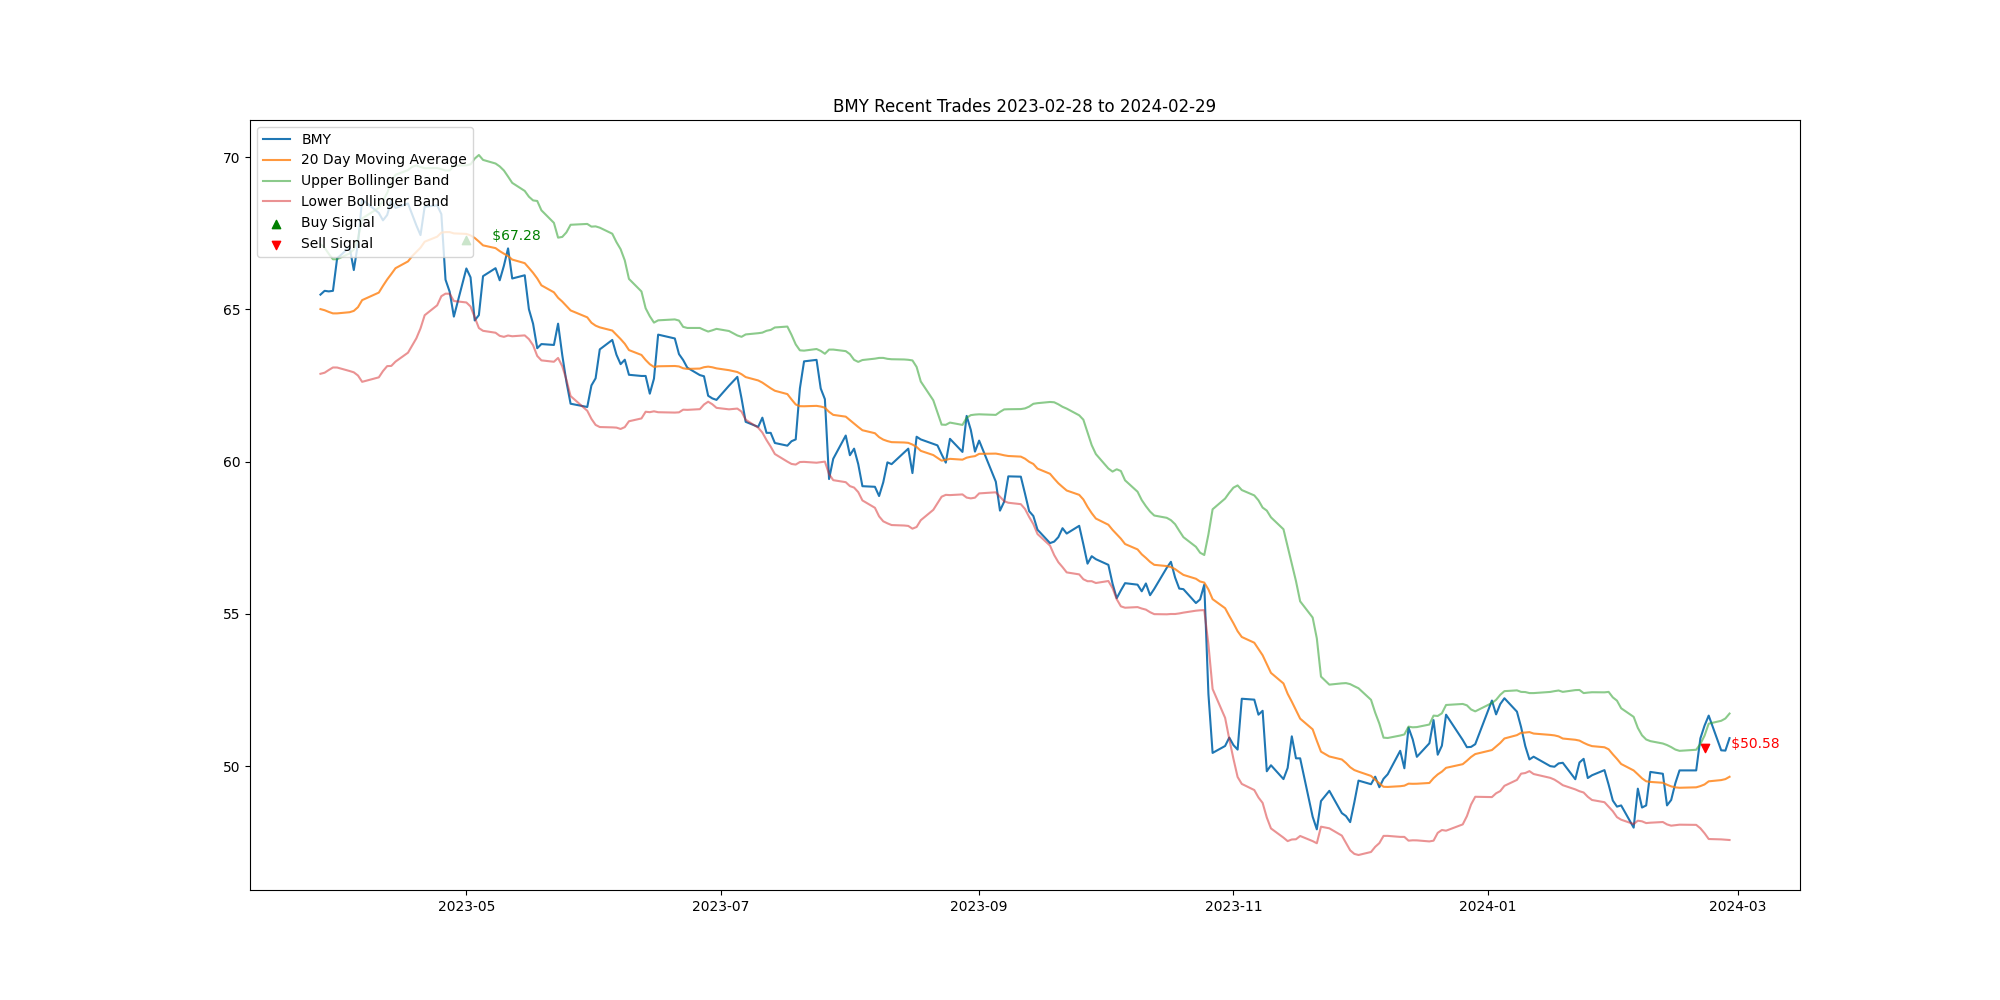 BMY Recent Trades 2023-02-28 to 2024-02-29
BMY
20 Day Moving Average
Upper Bollinger Band
Lower Bollinger Band
Buy Signal
Sell Signal
$67.28
$50.58
70
65
60
55
50
2023-05
2023-07
2023-09
2023-11
2024-01
2024-03